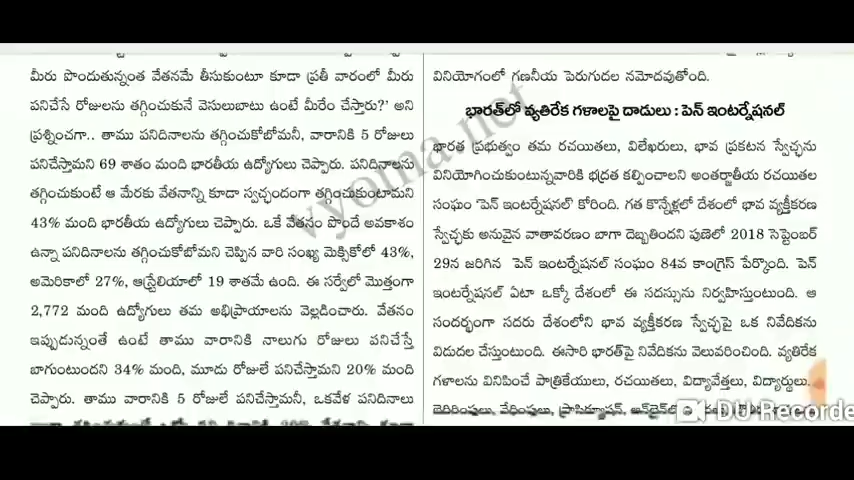 మీరు పొందుతున్నంత వేతనమే తీసుకుంటూ కూడా ప్రతీ వారంలో మీరు
పనిచేసే రోజులను తగ్గించుకునే వెసులుబాటు ఉంటే మీరేం చేస్తారు?' అని
ప్రశ్నించగా.. తాము పనిదినాలను తగ్గించుకోబోమనీ, వారానికి 5 రోజులు
పనిచేస్తామని 69 శాతం మంది భారతీయ ఉద్యోగులు చెప్పారు. పనిదినాలను
తగ్గించుకుంటే ఆ మేరకు వేతనాన్ని కూడా స్వచ్ఛందంగా తగ్గించుకుంటామని
43% మంది భారతీయ ఉద్యోగులు చెప్పారు. ఒకే వేతనం పొందే అవకాశం
ఉన్నా పనిదినాలను తగ్గించుకోబోమని చెప్పిన వారి సంఖ్య మెక్సికోలో 43%,
అమెరికాలో 27%, ఆస్ట్రేలియాలో 19 శాతమే ఉంది. ఈ సర్వేలో మొత్తంగా
2,772 మంది ఉద్యోగులు తమ అభిప్రాయాలను వెల్లడించారు. వేతనం
ఇప్పుడున్నంతే ఉంటే తాము వారానికి నాలుగు రోజులు పనిచేస్తే
బాగుంటుందని 34% మంది, మూడు రోజులే పనిచేస్తామని 20% మంది
చెప్పారు. తాము వారానికి 5 రోజులే పనిచేస్తామనీ, ఒకవేళ పనిదినాలు
వినియోగంలో గణనీయ పెరుగుదల నమోదవుతోంది.
భారత్‌లో వ్యతిరేక గళాలపై దాడులు : పెన్ ఇంటర్నేషనల్
భారత ప్రభుత్వం తమ రచయితలు, విలేఖరులు, భావ ప్రకటన స్వేచ్ఛను
వినియోగించుకుంటున్నవారికి భద్రత కల్పించాలని అంతర్జాతీయ రచయితల
సంఘం 'పెన్ ఇంటర్నేషనల్' కోరింది. గత కొన్నేళ్లలో దేశంలో భావ వ్యక్తీకరణ
స్వేచ్ఛకు అనువైన వాతావరణం బాగా దెబ్బతిందని పుణెలో 2018 సెప్టెంబర్
29న జరిగిన 'పెన్ ఇంటర్నేషనల్ సంఘం 84వ కాంగ్రెస్ పేర్కొంది. పెన్
ఇంటర్నేషనల్ ఏటా ఒక్కో దేశంలో ఈ సదస్సును నిర్వహిస్తుంటుంది. ఆ
సందర్భంగా సదరు దేశంలోని భావ వ్యక్తీకరణ స్వేచ్ఛపై ఒక నివేదికను
విడుదల చేస్తుంటుంది. ఈసారి భారత్‌పై నివేదికను వెలువరించింది. వ్యతిరేక
గళాలను వినిపించే పాత్రికేయులు, రచయితలు, విద్యావేత్తలు, విద్యార్థులు..
బెదిరింపులు, వేధింపులు, ప్రాసిక్యూషన్, ఆన్‌లైన్‌లో
vyoma.net
DU Recorde